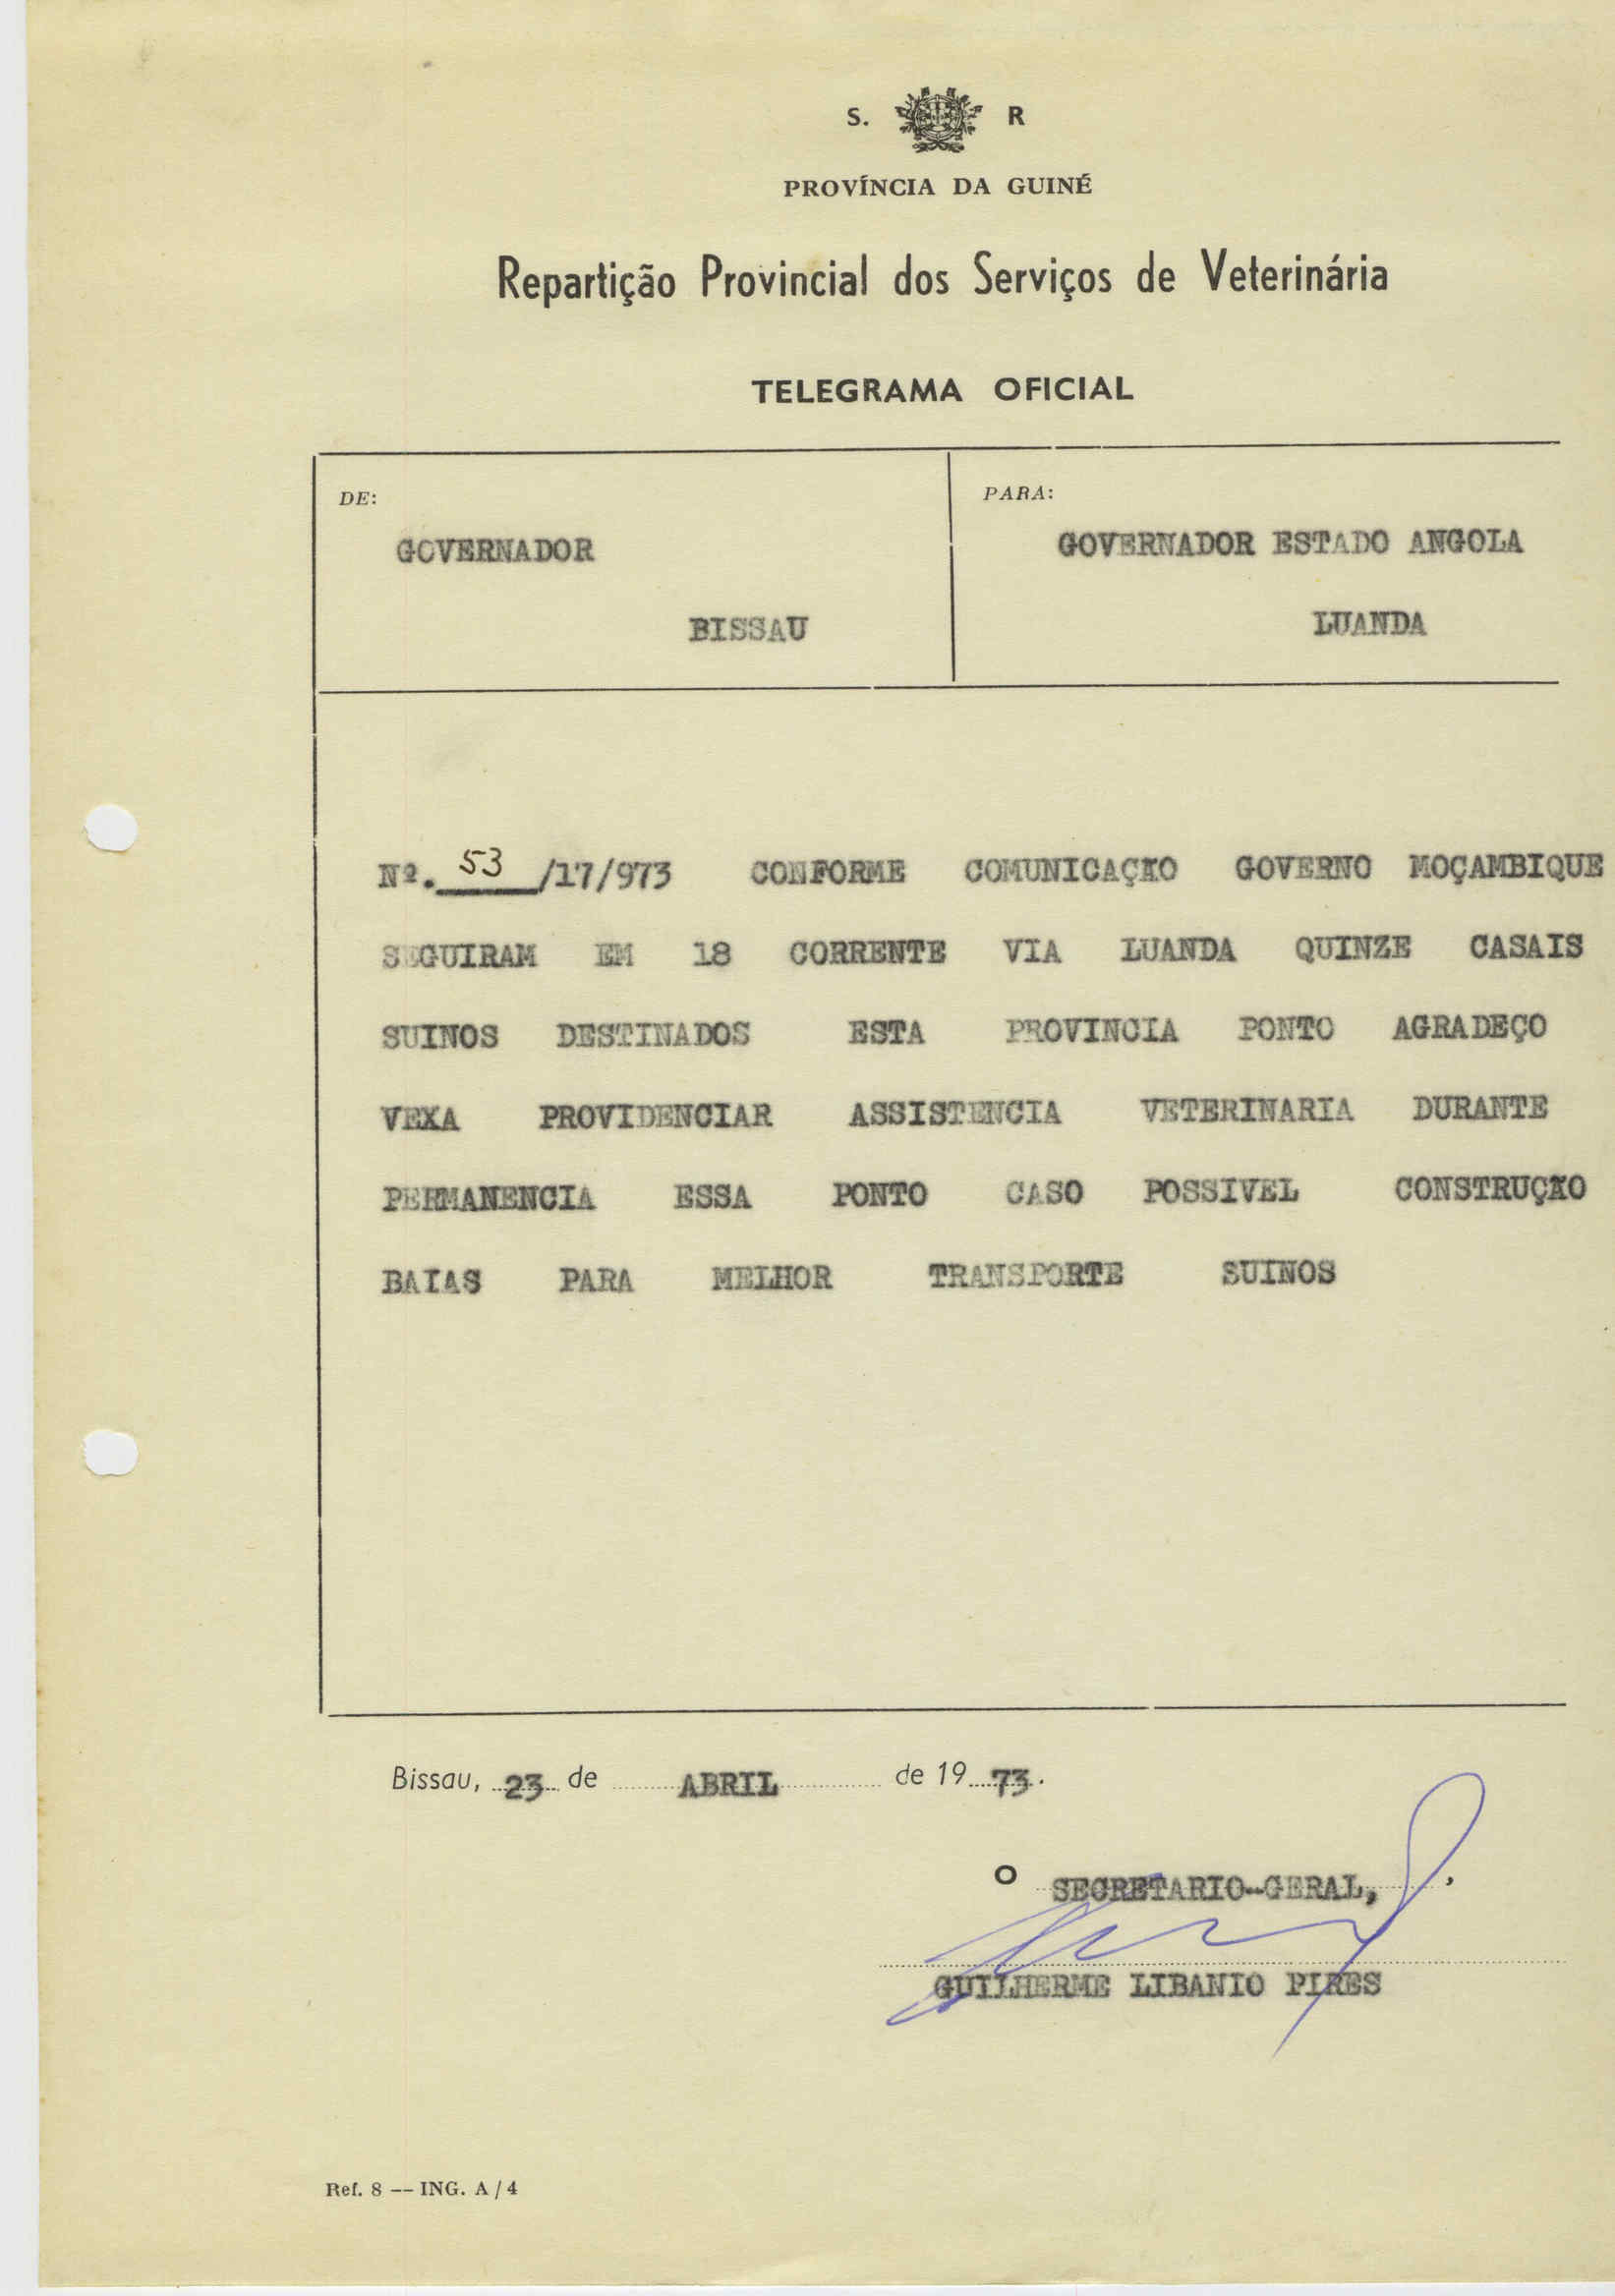 S. R
PROVÍNCIA DA GUINÉ
Repartição Provincial dos Serviços de Veterinária
TELEGRAMA OFICIAL
DE:
GOVERNADOR
BISSAU
PARA:
GOVERNADOR ESTADO ANGOLA
LUANDA
Nº. 53 /17/973 CONFORME COMUNICAÇÃO GOVERNO MOÇAMBIQUE
SEGUIRAM EM 18 CORRENTE VIA LUANDA QUINZE CASAIS
SUINOS DESTINADOS ESTA PROVINCIA PONTO AGRADEÇO
VEXA PROVIDENCIAR ASSISTENCIA VETERINARIA DURANTE
PERMANENCIA ESSA PONTO CASO POSSIVEL CONSTRUÇÃO
BAIAS PARA MELHOR TRANSPORTE SUINOS
Bissau, 23 de ABRIL de 19 73.
O SECRETARIO-GERAL,
GUILHERME LIBANIO PIRES
Ref. 8 — ING. A/4